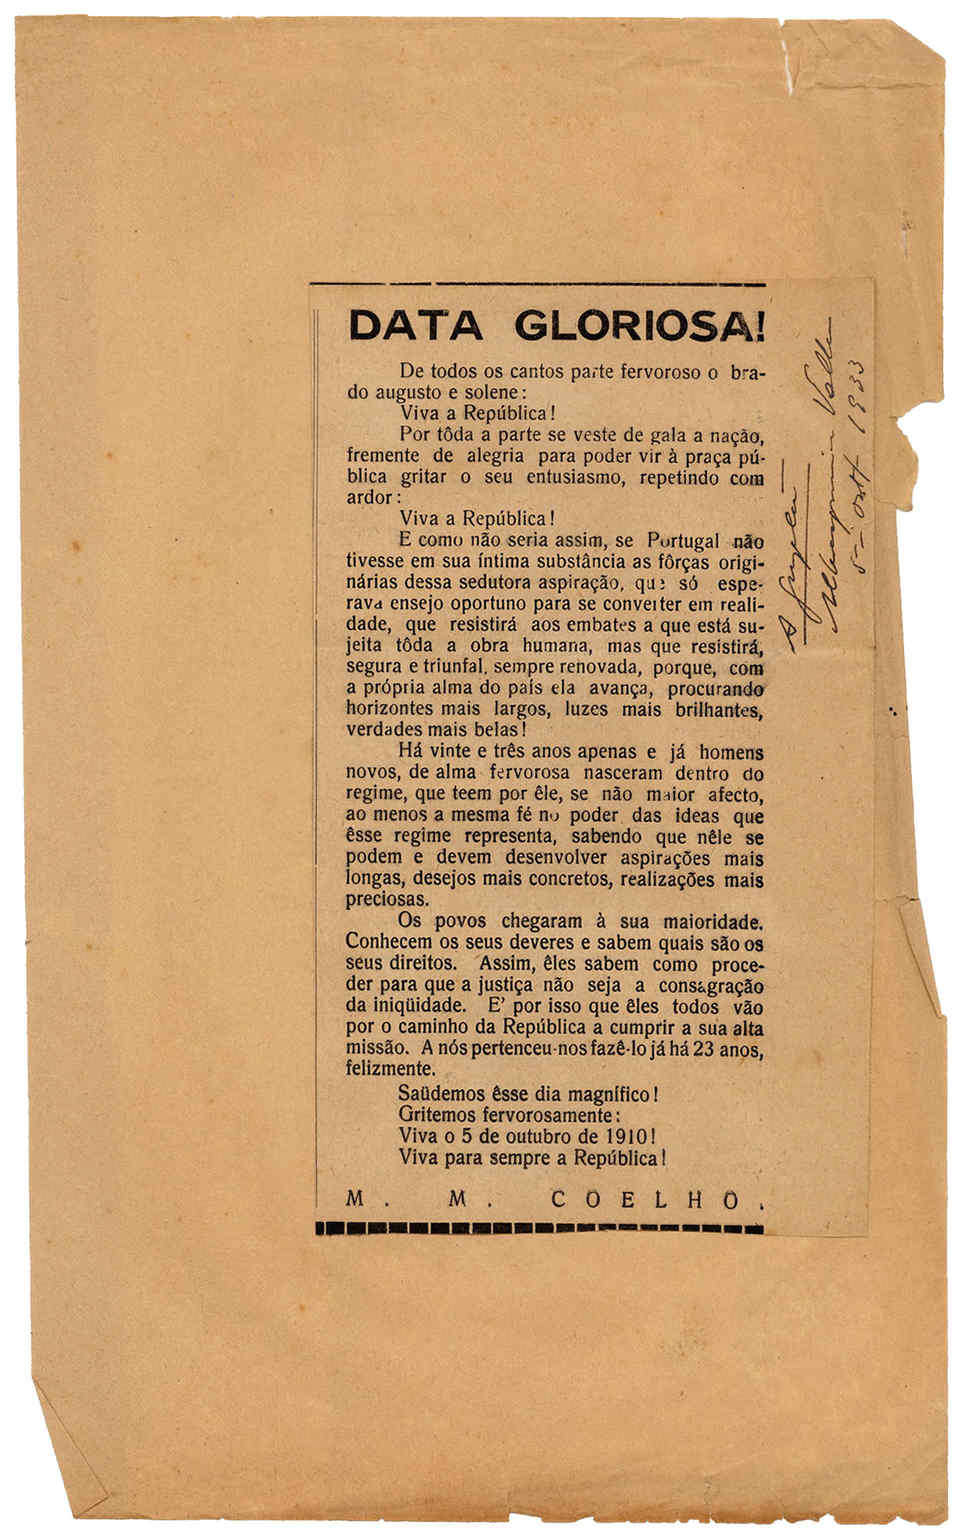 DATA GLORIOSA!
De todos os cantos parte fervoroso o bra-
do augusto e solene:
Viva a República!
Por tôda a parte se veste de gala a nação,
fremente de alegria para poder vir à praça pú-
blica gritar o seu entusiasmo, repetindo com
ardor:
Viva a República!
E como não seria assim, se Portugal não
tivesse em sua íntima substância as fôrças origi-
nárias dessa sedutora aspiração, que só espe-
rava ensejo oportuno para se converter em reali-
dade, que resistirá aos embates a que está su-
jeita tôda a obra humana, mas que resistirá,
segura e triunfal, sempre renovada, porque, com
a própria alma do país ela avança, procurando
horizontes mais largos, luzes mais brilhantes,
verdades mais belas!
Há vinte e três anos apenas e já homens
novos, de alma fervorosa nasceram dentro do
regime, que teem por êle, se não maior afecto,
ao menos a mesma fé no poder das ideas que
êsse regime representa, sabendo que nêle se
podem e devem desenvolver aspirações mais
longas, desejos mais concretos, realizações mais
preciosas.
Os povos chegaram à sua maioridade.
Conhecem os seus deveres e sabem quais são os
seus direitos. Assim, êles sabem como proce-
der para que a justiça não seja a consagração
da iniqüidade. E' por isso que êles todos vão
por o caminho da República a cumprir a sua alta
missão. A nós pertenceu-nos fazê-lo já há 23 anos,
felizmente.
Saüdemos êsse dia magnífico!
Gritemos fervorosamente:
Viva o 5 de outubro de 1910!
Viva para sempre a República!
M. M. COELHO.
A
Valle
5-Out 1933